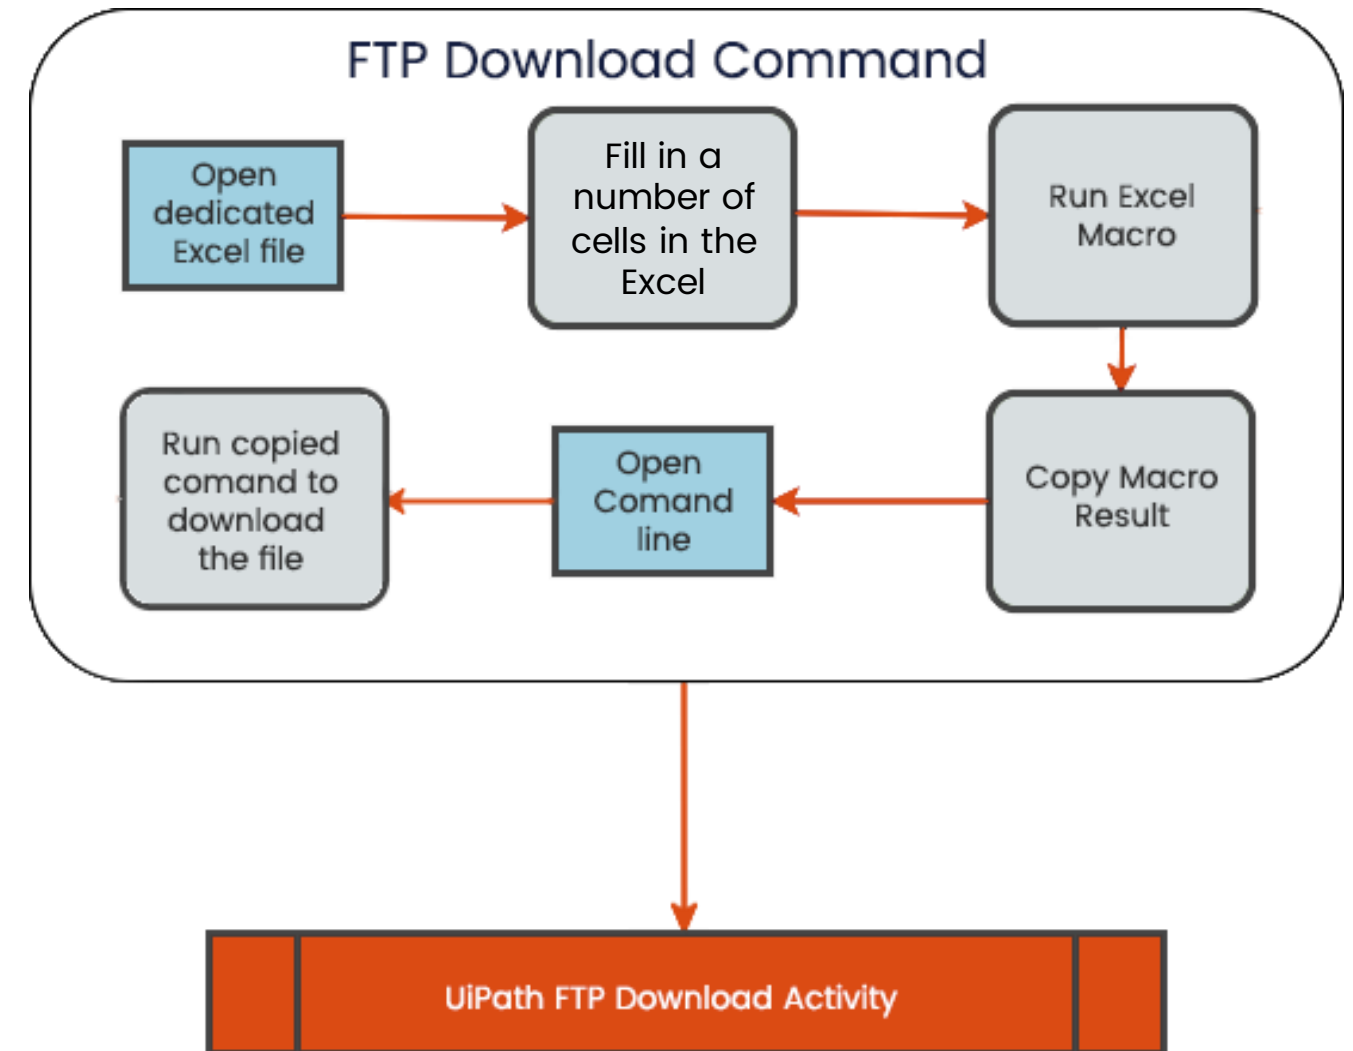 FTP Download Command
Open
dedicated
Excel file
Fill in a
number of
cells in the
Excel
Run Excel
Macro
Copy Macro
Result
Open
Comand
line
Run copied
comand to
download
the file
UiPath FTP Download Activity